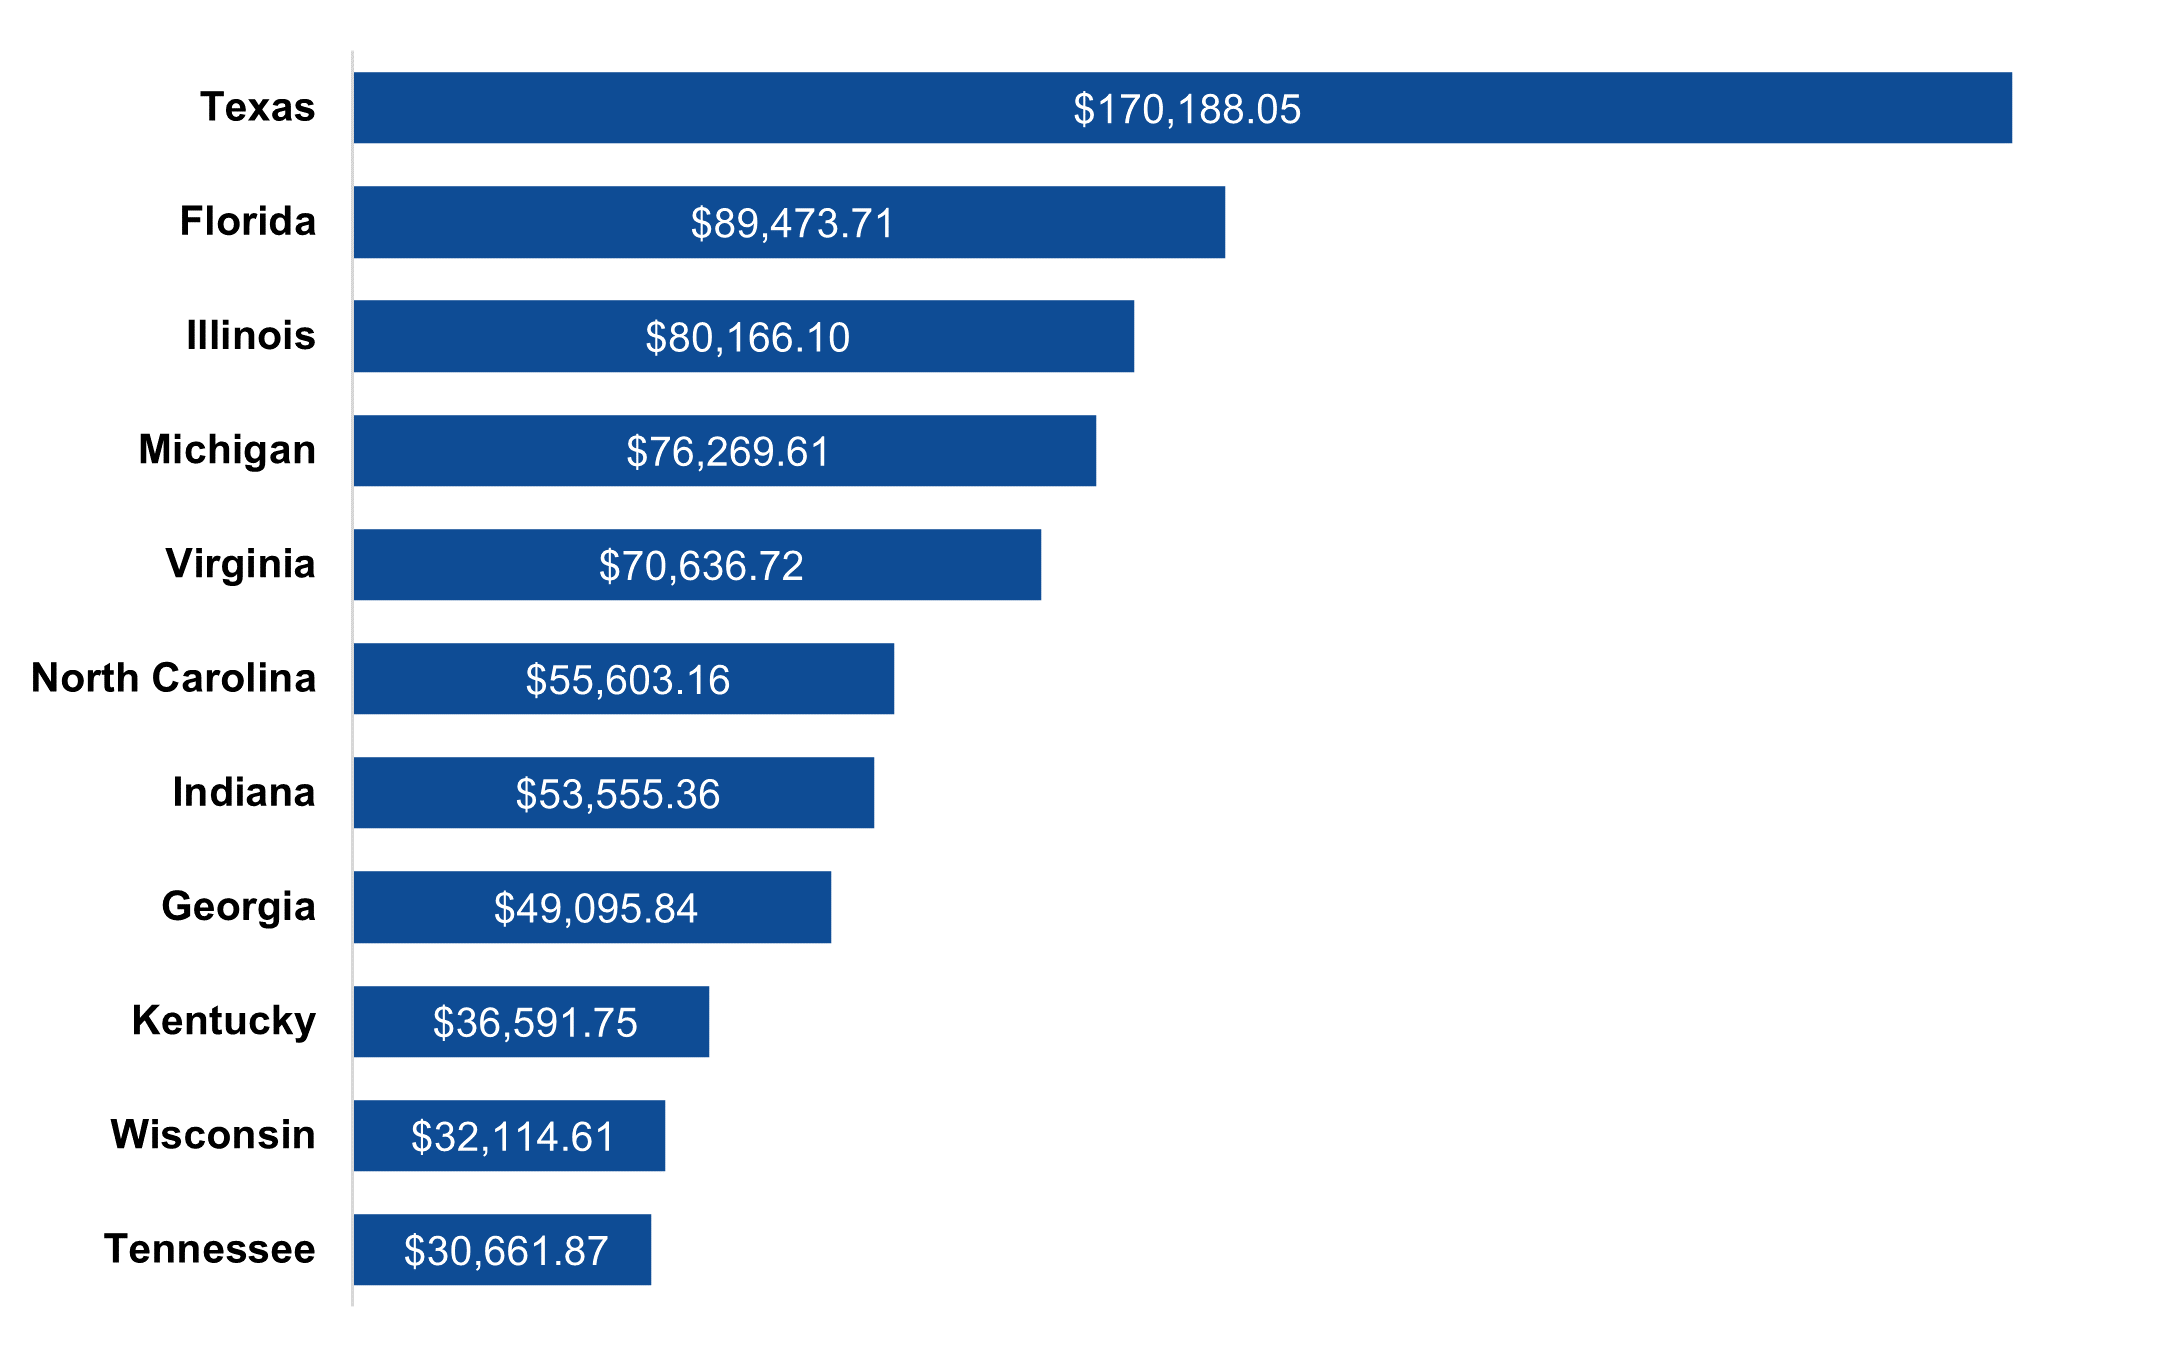 Texas $170,188.05
Florida $89,473.71
Illinois $80,166.10
Michigan $76,269.61
Virginia $70,636.72
North Carolina $55,603.16
Indiana $53,555.36
Georgia $49,095.84
Kentucky $36,591.75
Wisconsin $32,114.61
Tennessee $30,661.87